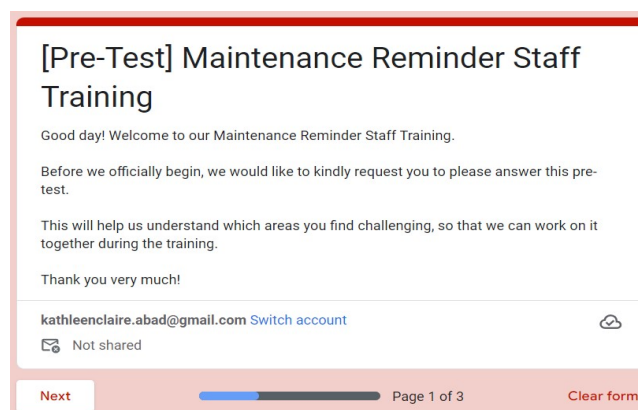 [Pre-Test] Maintenance Reminder Staff
Training
Good day! Welcome to our Maintenance Reminder Staff Training.
Before we officially begin, we would like to kindly request you to please answer this pre-
test.
This will help us understand which areas you find challenging, so that we can work on it
together during the training.
Thank you very much!
kathleenclaire.abad@gmail.com Switch account
Not shared
Next Page 1 of 3 Clear form